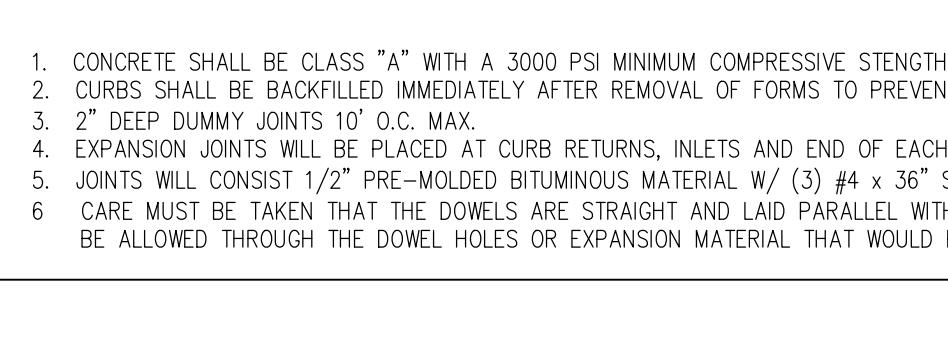 1. CONCRETE SHALL BE CLASS "A" WITH A 3000 PSI MINIMUM COMPRESSIVE STENGTH
2. CURBS SHALL BE BACKFILLED IMMEDIATELY AFTER REMOVAL OF FORMS TO PREVEN
3. 2" DEEP DUMMY JOINTS 10' O.C. MAX.
4. EXPANSION JOINTS WILL BE PLACED AT CURB RETURNS, INLETS AND END OF EACH
5. JOINTS WILL CONSIST 1/2" PRE-MOLDED BITUMINOUS MATERIAL W/ (3) #4 x 36" S
6 CARE MUST BE TAKEN THAT THE DOWELS ARE STRAIGHT AND LAID PARALLEL WITH
BE ALLOWED THROUGH THE DOWEL HOLES OR EXPANSION MATERIAL THAT WOULD